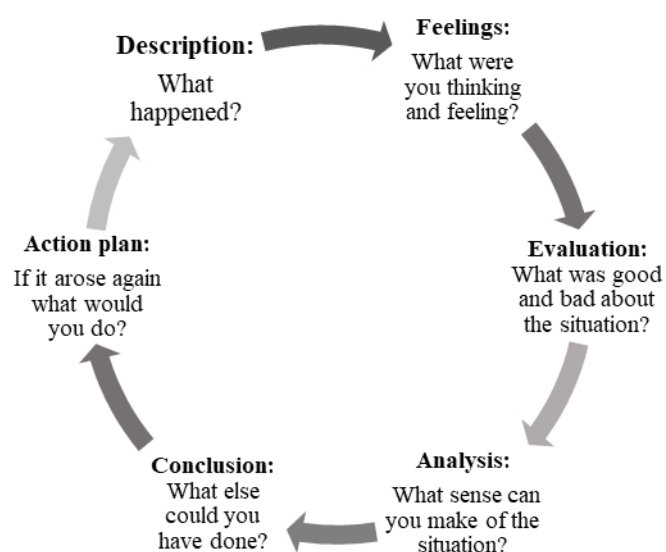 Description:
What
happened?
Feelings:
What were
you thinking
and feeling?
Evaluation:
What was good
and bad about
the situation?
Analysis:
What sense can
you make of the
situation?
Conclusion:
What else
could you
have done?
Action plan:
If it arose again
what would
you do?